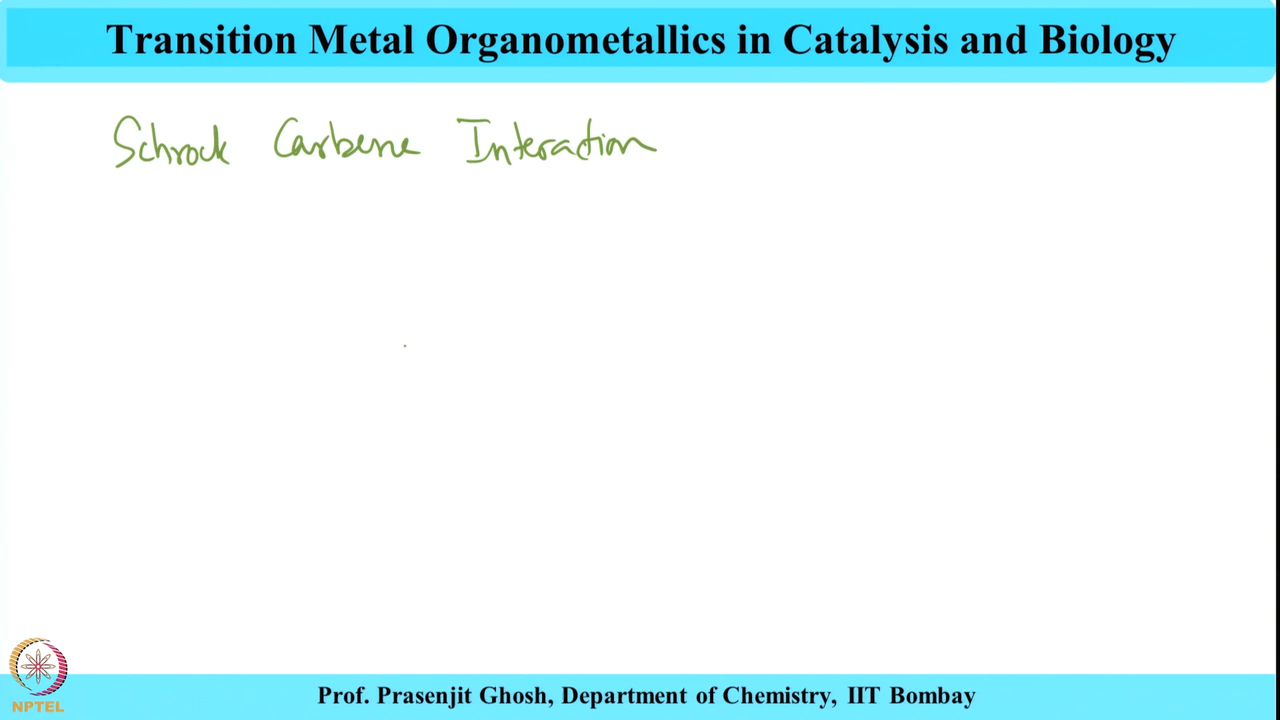 Transition Metal Organometallics in Catalysis and Biology
Schrock Carbene Interaction
NPTEL
Prof. Prasenjit Ghosh, Department of Chemistry, IIT Bombay